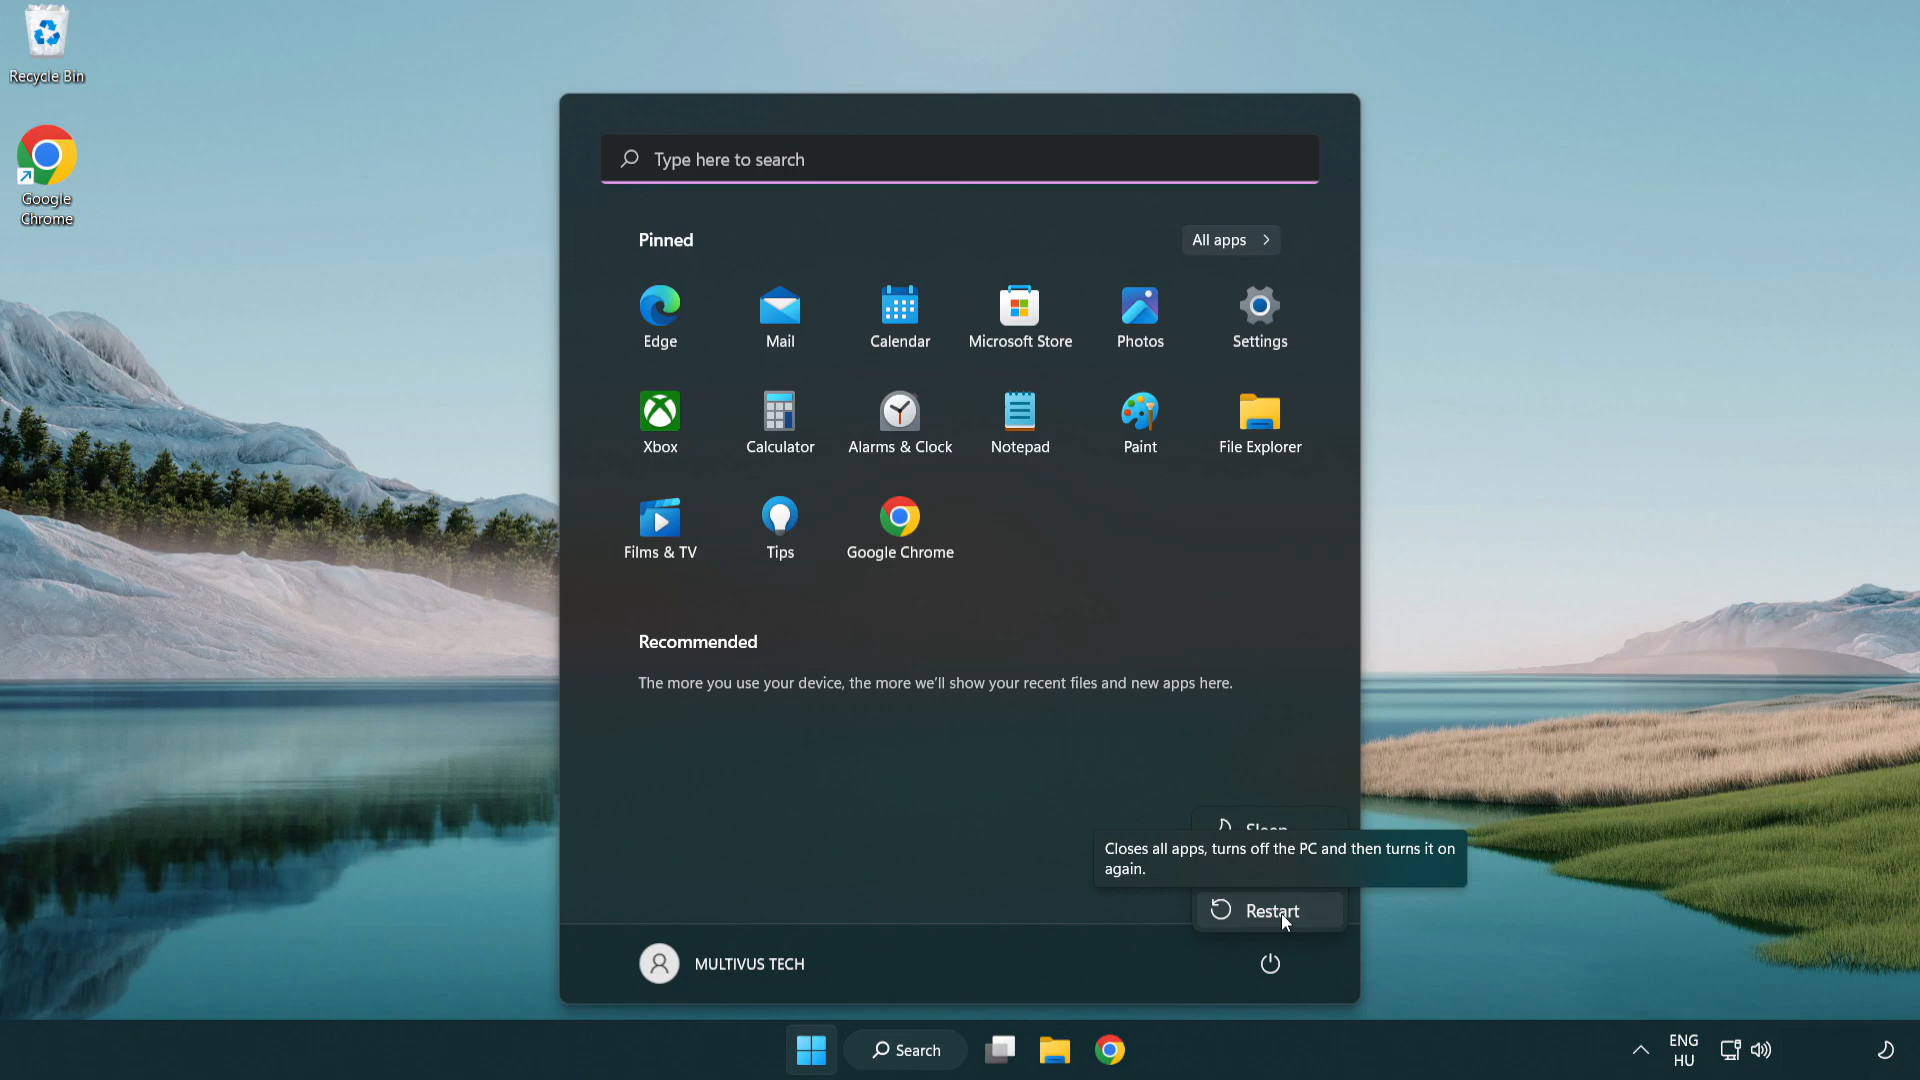 Recycle Bin
Google
Chrome
Type here to search
Pinned
All apps
Edge
Mail
Calendar
Microsoft Store
Photos
Settings
Xbox
Calculator
Alarms & Clock
Notepad
Paint
File Explorer
Films & TV
Tips
Google Chrome
Recommended
The more you use your device, the more we'll show your recent files and new apps here.
Sleep
Closes all apps, turns off the PC and then turns it on
again.
Restart
MULTIVUS TECH
Search
ENG
HU